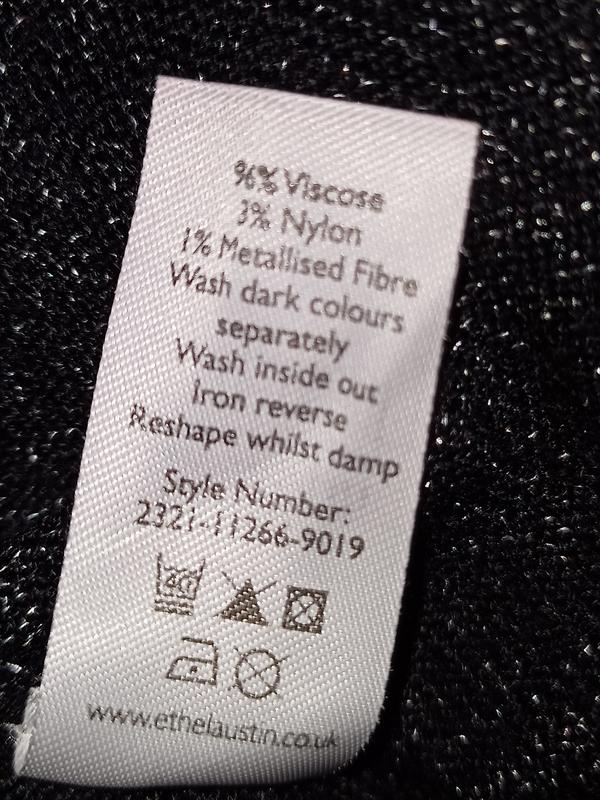 96% Viscose
3% Nylon
1% Metallised Fibre
Wash dark colours
separately
Wash inside out
Iron reverse
Reshape whilst damp
Style Number:
2321-11266-9019
40
www.ethelaustin.co.uk